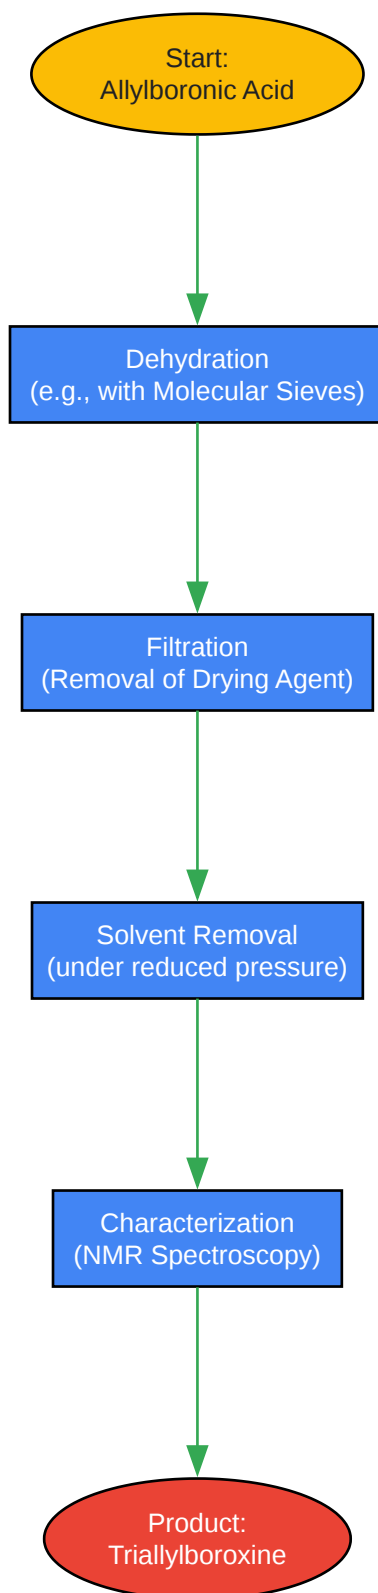 Start:
Allylboronic Acid
Dehydration
(e.g., with Molecular Sieves)
Filtration
(Removal of Drying Agent)
Solvent Removal
(under reduced pressure)
Characterization
(NMR Spectroscopy)
Product:
Triallylboroxine